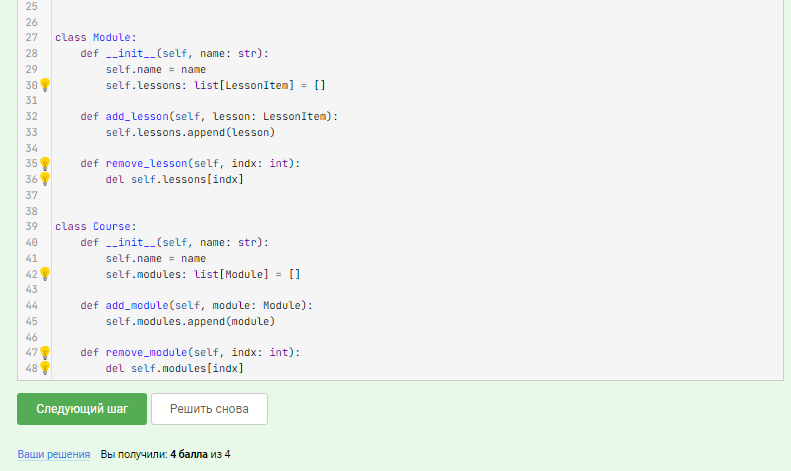 25
26
27 class Module:
28     def __init__(self, name: str):
29         self.name = name
30         self.lessons: list[LessonItem] = []
31
32     def add_lesson(self, lesson: LessonItem):
33         self.lessons.append(lesson)
34
35     def remove_lesson(self, indx: int):
36         del self.lessons[indx]
37
38
39 class Course:
40     def __init__(self, name: str):
41         self.name = name
42         self.modules: list[Module] = []
43
44     def add_module(self, module: Module):
45         self.modules.append(module)
46
47     def remove_module(self, indx: int):
48         del self.modules[indx]
Следующий шаг Решить снова
Ваши решения Вы получили: 4 балла из 4